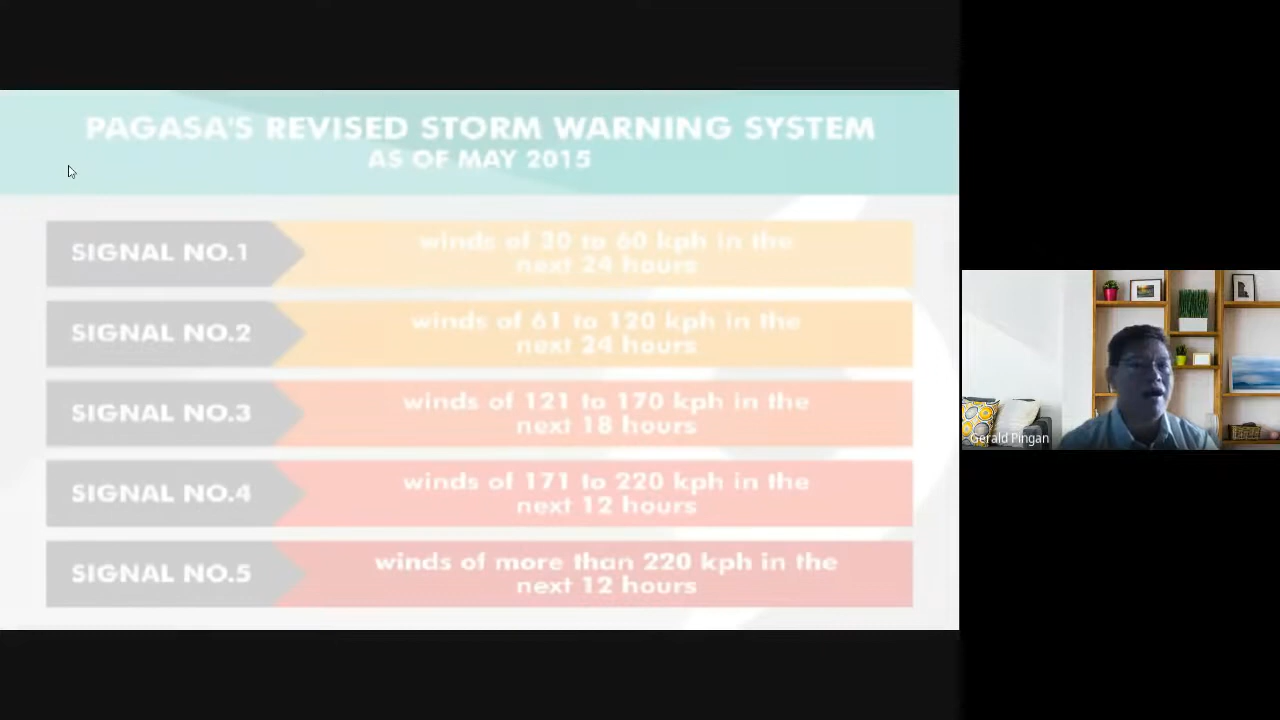 PAGASA'S REVISED STORM WARNING SYSTEM
AS OF MAY 2015
SIGNAL NO.1
winds of 30 to 60 kph in the
next 24 hours
SIGNAL NO.2
winds of 61 to 120 kph in the
next 24 hours
SIGNAL NO.3
winds of 121 to 170 kph in the
next 18 hours
SIGNAL NO.4
winds of 171 to 220 kph in the
next 12 hours
SIGNAL NO.5
winds of more than 220 kph in the
next 12 hours
Gerald Pingan